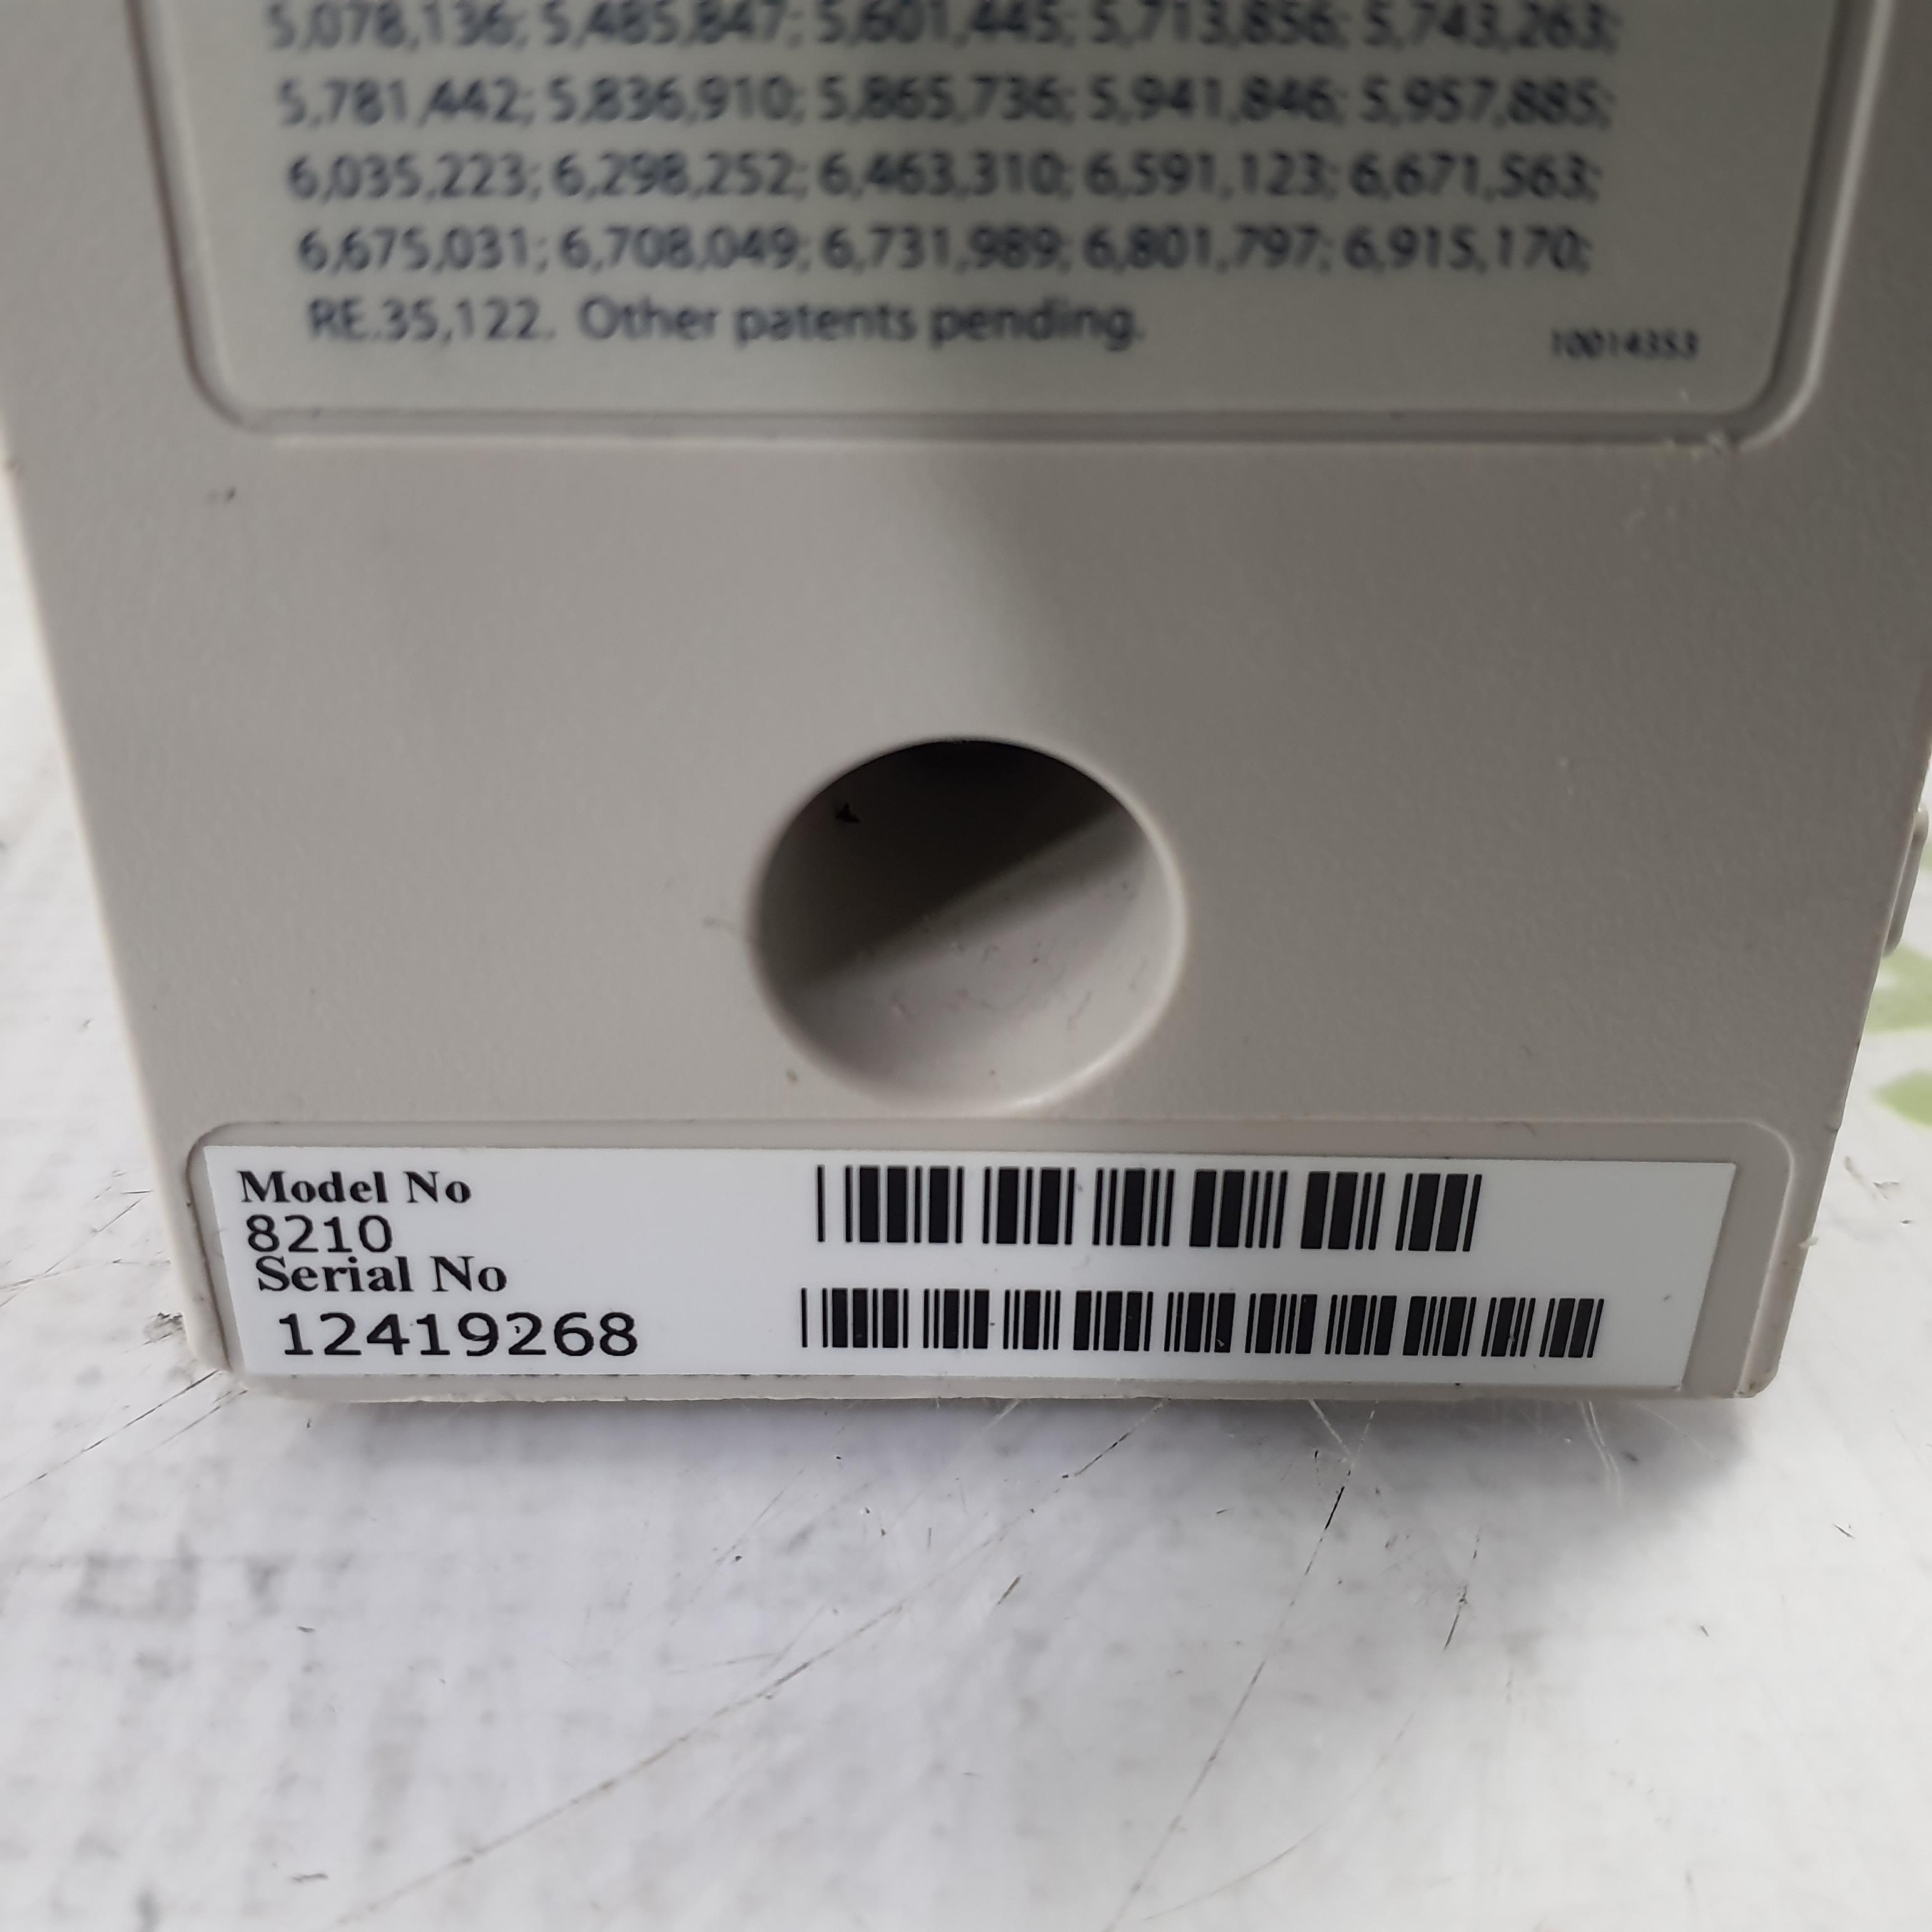 5,078,136; 5,485,847; 5,601,445; 5,713,856; 5,743,263;
5,781,442; 5,836,910; 5,865,736; 5,941,846; 5,957,885;
6,035,223; 6,298,252; 6,463,310; 6,591,123; 6,671,563;
6,675,031; 6,708,049; 6,731,989; 6,801,797; 6,915,170;
RE.35,122. Other patents pending.
10014353
Model No
8210
Serial No
12419268